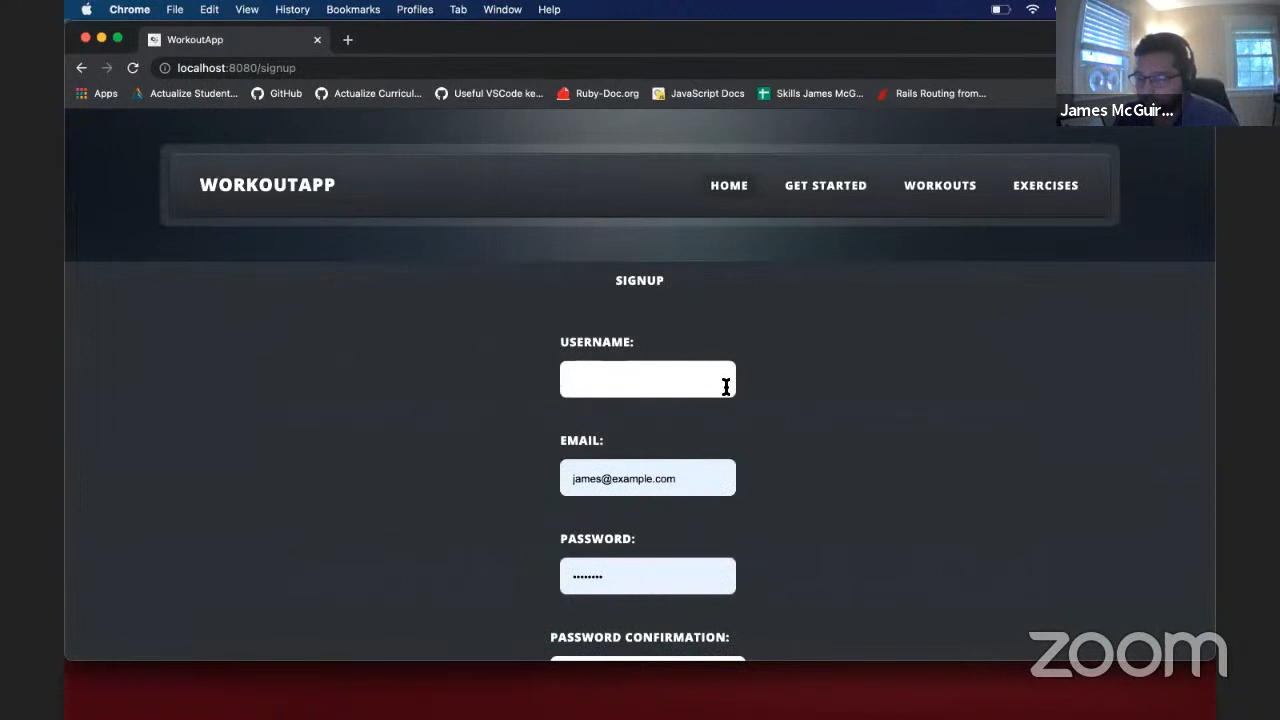 Chrome File Edit View History Bookmarks Profiles Tab Window Help
WorkoutApp
localhost:8080/signup
Apps Actualize Student... GitHub Actualize Curricul... Useful VSCode ke... Ruby-Doc.org JavaScript Docs Skills James McG... Rails Routing from...
James McGuir...
WORKOUTAPP HOME GET STARTED WORKOUTS EXERCISES
SIGNUP
USERNAME:
EMAIL:
james@example.com
PASSWORD:
PASSWORD CONFIRMATION:
zoom